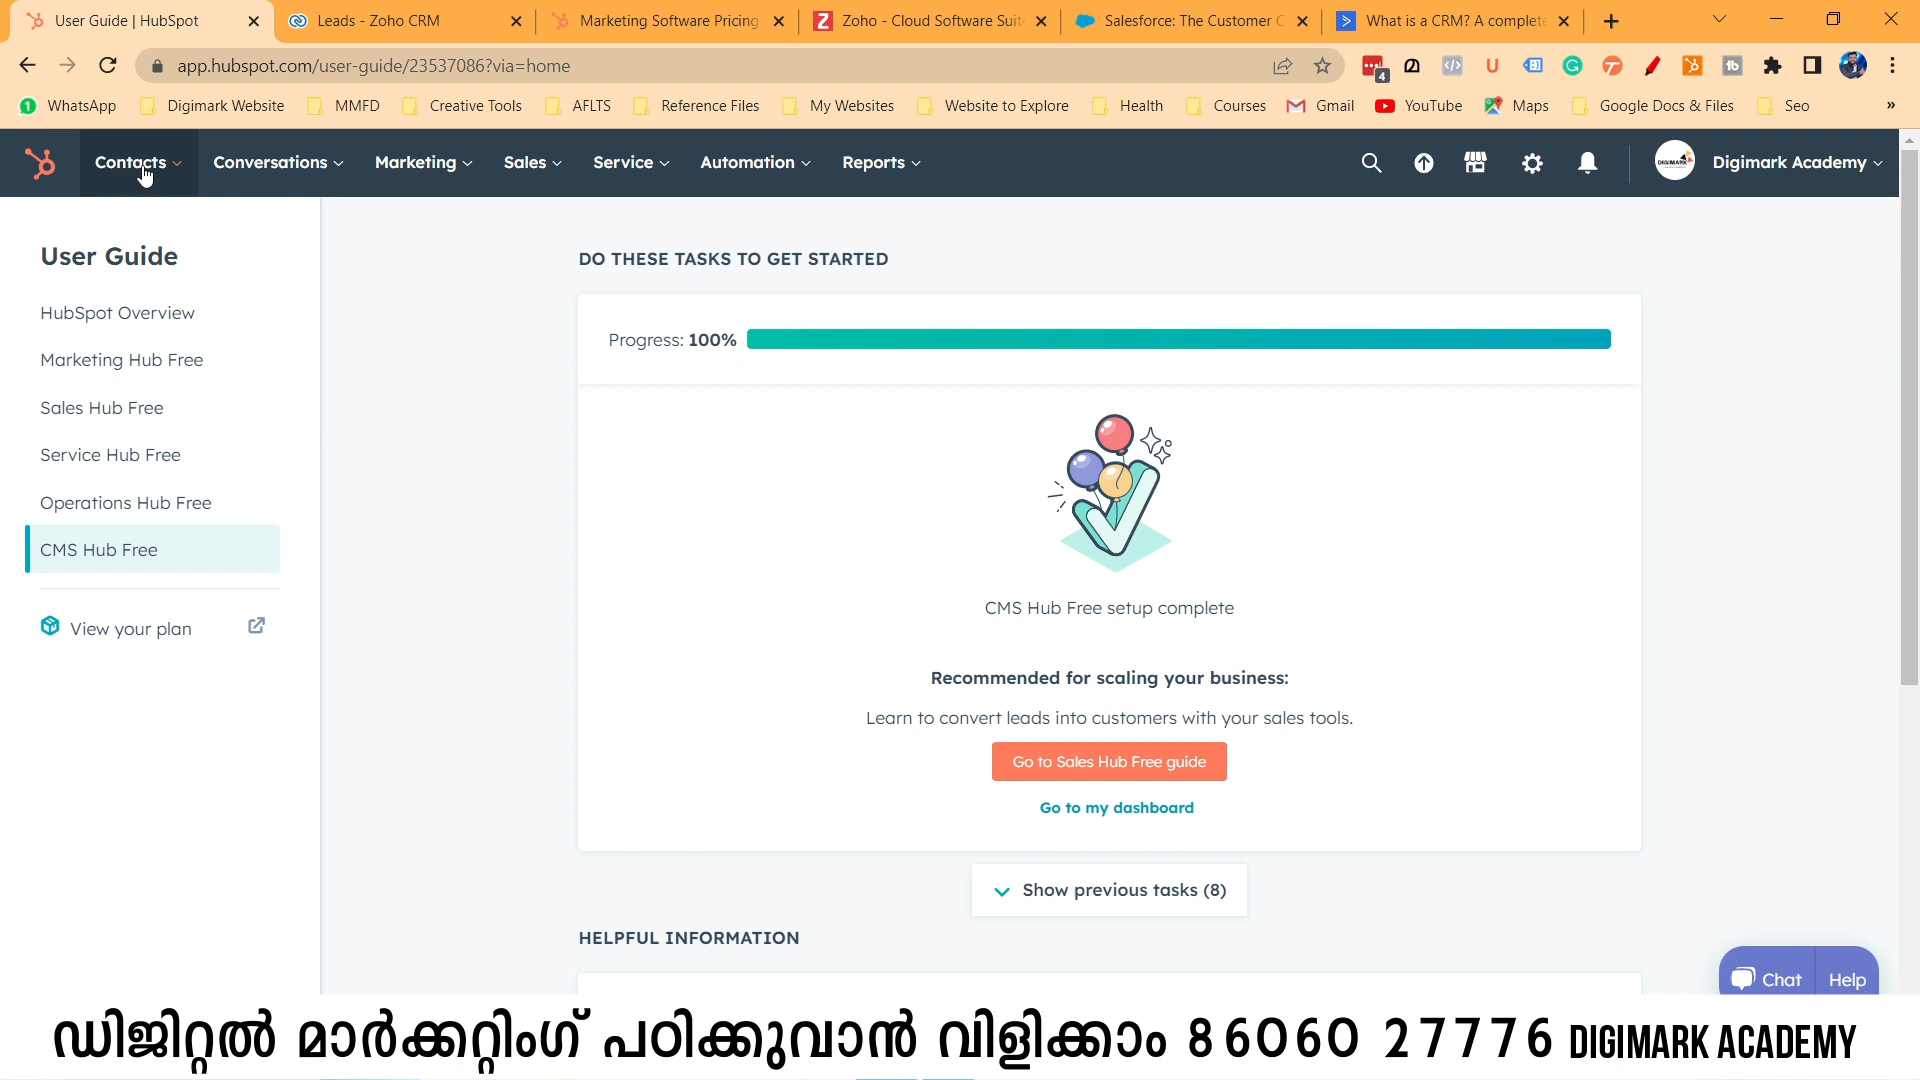 User Guide | HubSpot
Leads - Zoho CRM
Marketing Software Pricing
Zoho - Cloud Software Suit
Salesforce: The Customer C
What is a CRM? A complete
app.hubspot.com/user-guide/23537086?via=home
4
WhatsApp
Digimark Website
MMFD
Creative Tools
AFLTS
Reference Files
My Websites
Website to Explore
Health
Courses
Gmail
YouTube
Maps
Google Docs & Files
Seo
»
Contacts
Conversations
Marketing
Sales
Service
Automation
Reports
Digimark Academy
User Guide
HubSpot Overview
Marketing Hub Free
Sales Hub Free
Service Hub Free
Operations Hub Free
CMS Hub Free
View your plan
DO THESE TASKS TO GET STARTED
Progress: 100%
CMS Hub Free setup complete
Recommended for scaling your business:
Learn to convert leads into customers with your sales tools.
Go to Sales Hub Free guide
Go to my dashboard
Show previous tasks (8)
HELPFUL INFORMATION
Chat
Help
ഡിജിറ്റൽ മാർക്കറ്റിംഗ് പഠിക്കുവാൻ വിളിക്കാം 86060 27776 DIGIMARK ACADEMY